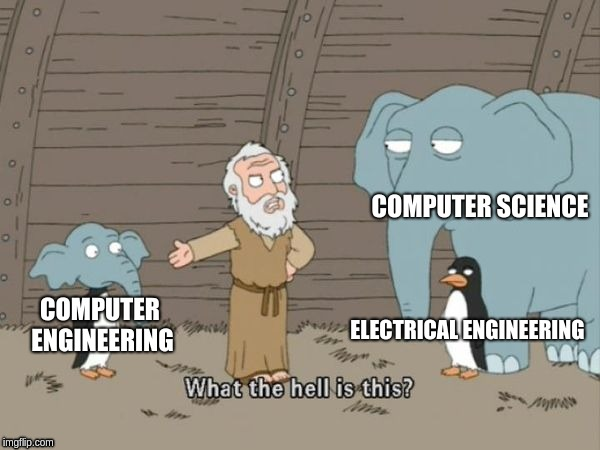 COMPUTER SCIENCE
COMPUTER
ENGINEERING
ELECTRICAL ENGINEERING
What the hell is this?
imgflip.com